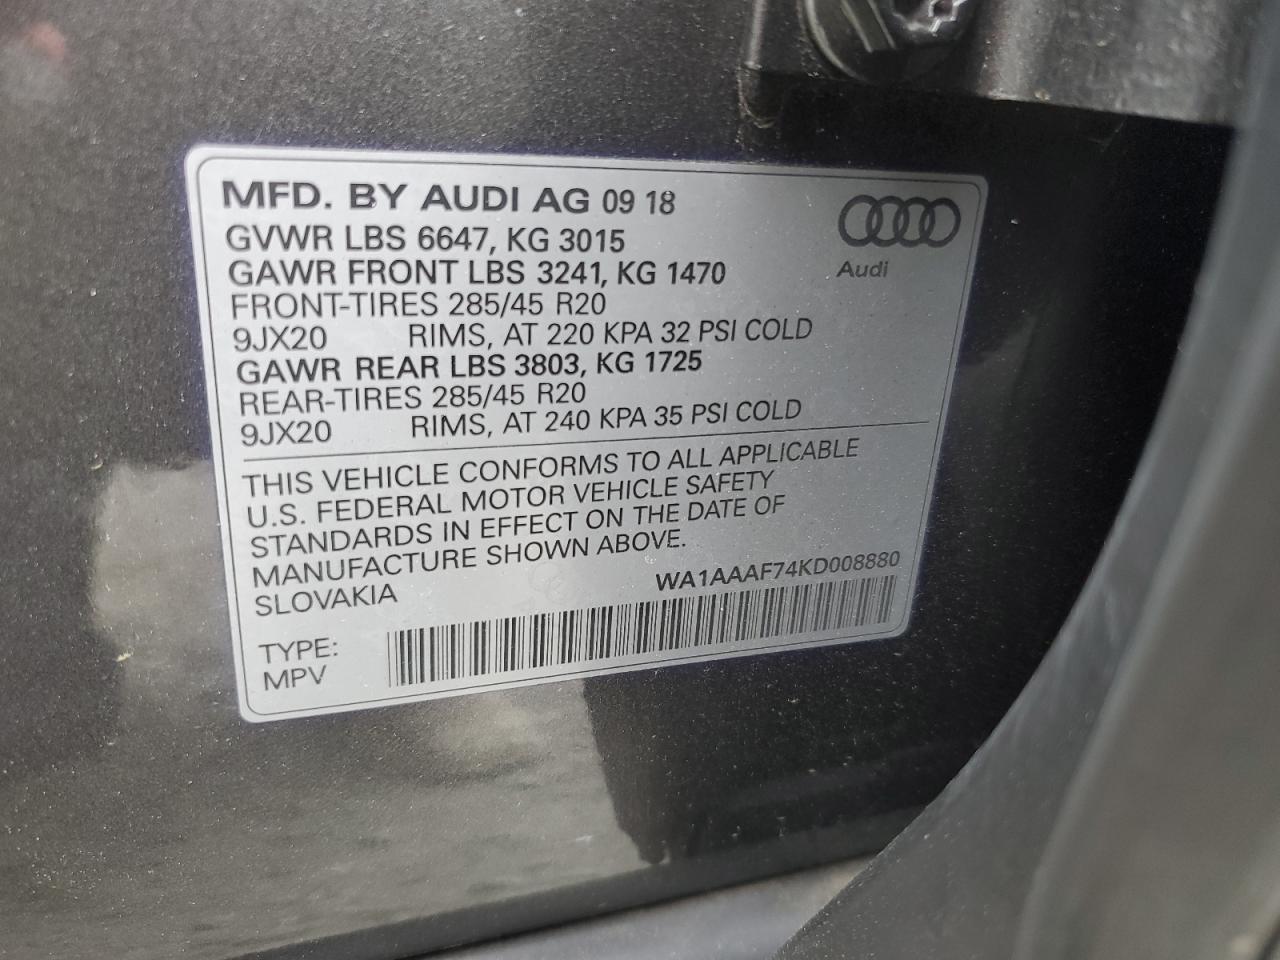 MFD. BY AUDI AG 09 18
GVWR LBS 6647, KG 3015
GAWR FRONT LBS 3241, KG 1470
FRONT-TIRES 285/45 R20
9JX20 RIMS, AT 220 KPA 32 PSI COLD
GAWR REAR LBS 3803, KG 1725
REAR-TIRES 285/45 R20
9JX20 RIMS, AT 240 KPA 35 PSI COLD
Audi
THIS VEHICLE CONFORMS TO ALL APPLICABLE
U.S. FEDERAL MOTOR VEHICLE SAFETY
STANDARDS IN EFFECT ON THE DATE OF
MANUFACTURE SHOWN ABOVE.
SLOVAKIA
WA1AAAF74KD008880
TYPE:
MPV